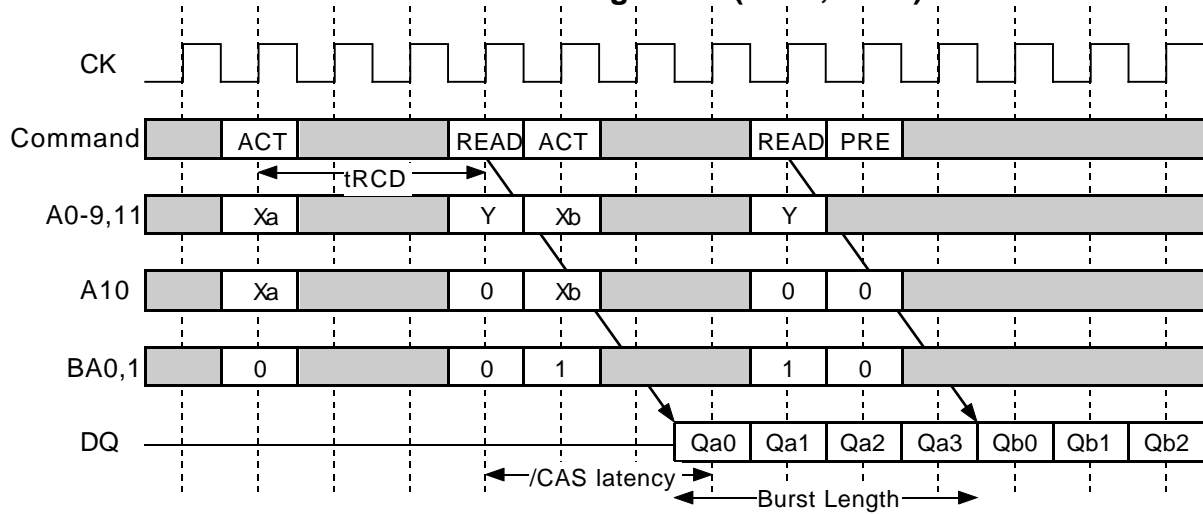 CK
Command ACT READ ACT READ PRE
tRCD
A0-9,11 Xa Y Xb Y
A10 Xa 0 Xb 0 0
BA0,1 0 0 1 1 0
DQ Qa0 Qa1 Qa2 Qa3 Qb0 Qb1 Qb2
/CAS latency
Burst Length